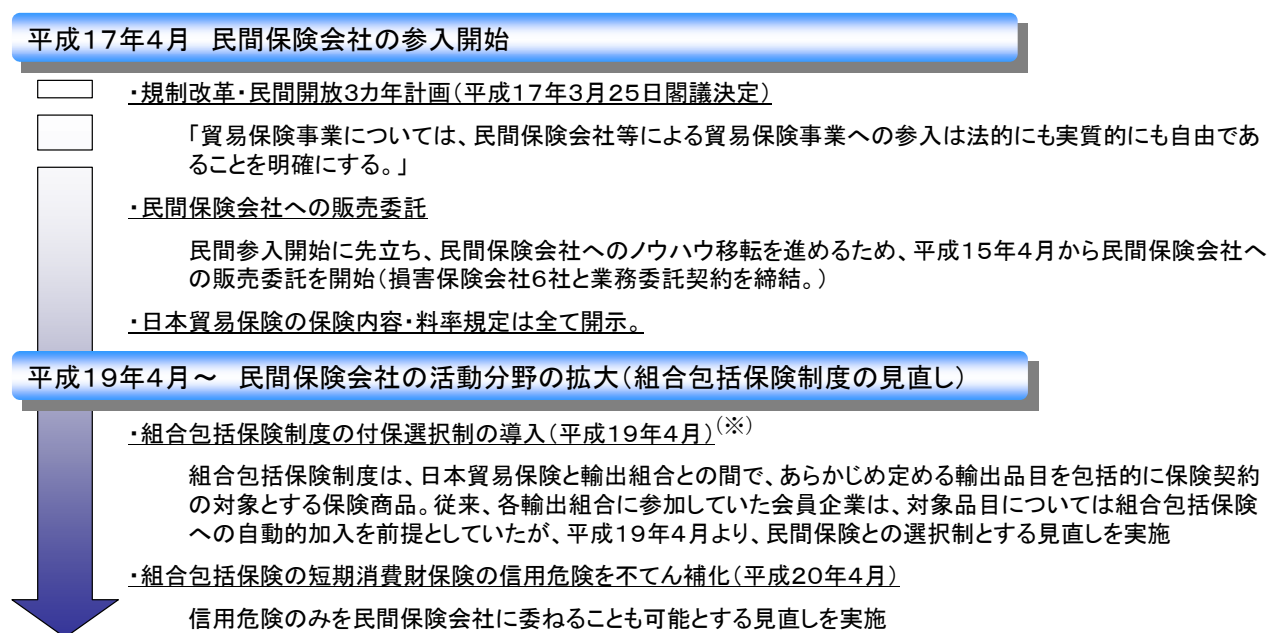 平成17年4月　民間保険会社の参入開始
・規制改革・民間開放3カ年計画（平成17年3月25日閣議決定）
「貿易保険事業については、民間保険会社等による貿易保険事業への参入は法的にも実質的にも自由であ
ることを明確にする。」
・民間保険会社への販売委託
民間参入開始に先立ち、民間保険会社へのノウハウ移転を進めるため、平成15年4月から民間保険会社へ
の販売委託を開始（損害保険会社6社と業務委託契約を締結。）
・日本貿易保険の保険内容・料率規定は全て開示。
平成19年4月～　民間保険会社の活動分野の拡大（組合包括保険制度の見直し）
・組合包括保険制度の付保選択制の導入（平成19年4月）（※）
組合包括保険制度は、日本貿易保険と輸出組合との間で、あらかじめ定める輸出品目を包括的に保険契約
の対象とする保険商品。従来、各輸出組合に参加していた会員企業は、対象品目については組合包括保険
への自動的加入を前提としていたが、平成19年4月より、民間保険との選択制とする見直しを実施
・組合包括保険の短期消費財保険の信用危険を不てん補化（平成20年4月）
信用危険のみを民間保険会社に委ねることも可能とする見直しを実施